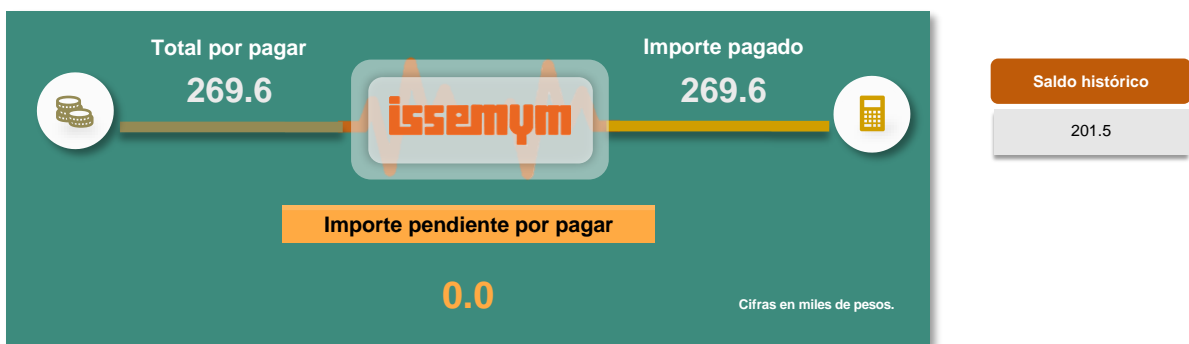 Total por pagar
269.6
issemym
Importe pagado
269.6
Importe pendiente por pagar
0.0
Cifras en miles de pesos.
Saldo histórico
201.5